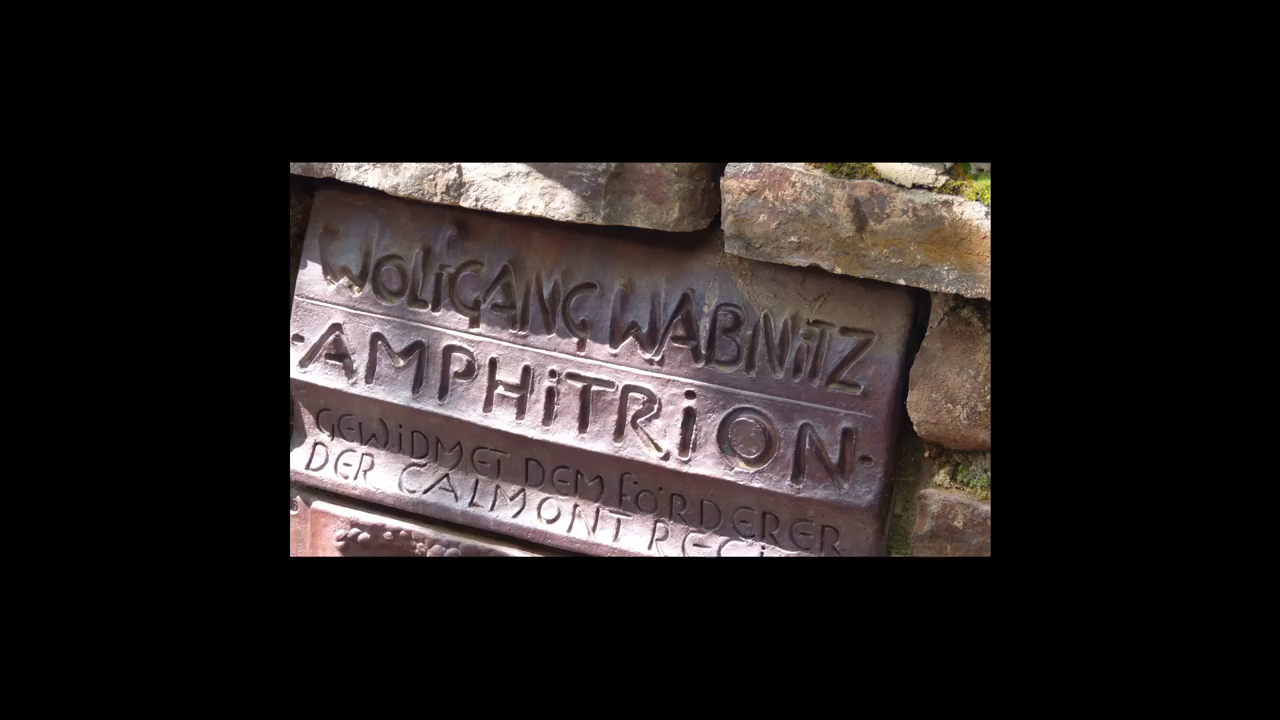 WOLFGANG WABNiTZ
·AMPHiTRiON·
GEWiDMET DEM FÖRDERER
DER CALMONT